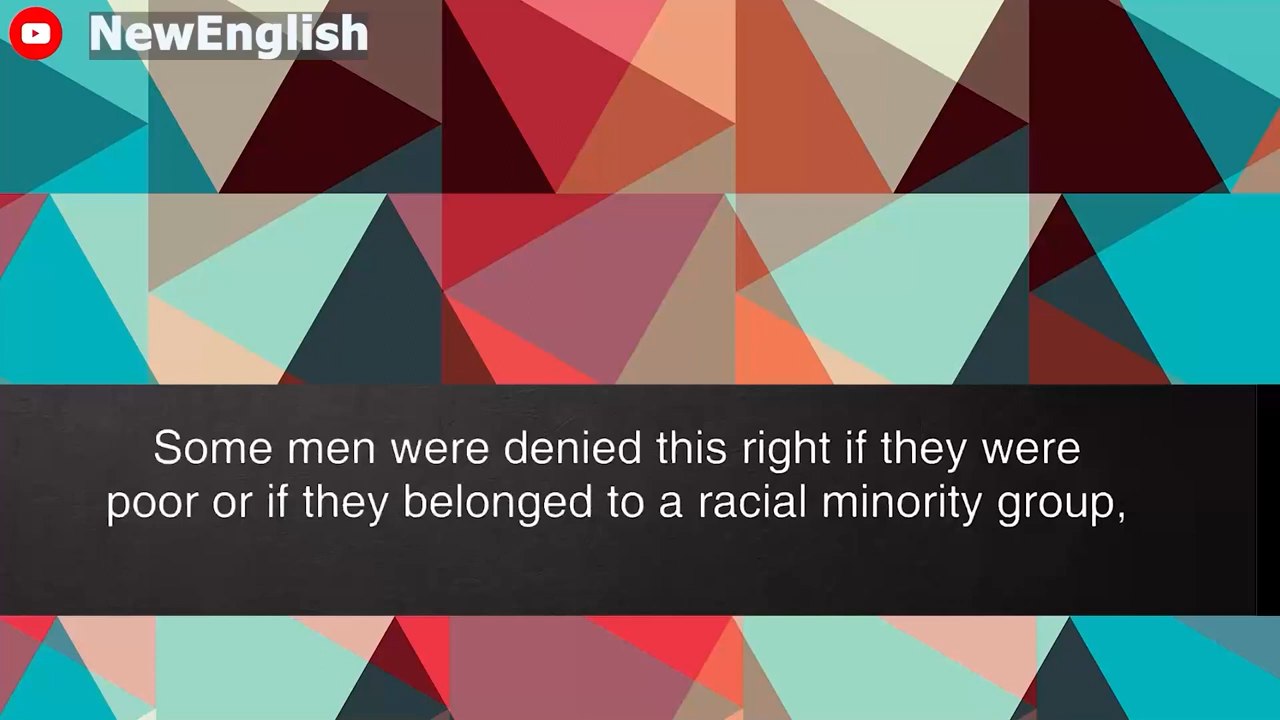 NewEnglish
Some men were denied this right if they were
poor or if they belonged to a racial minority group,